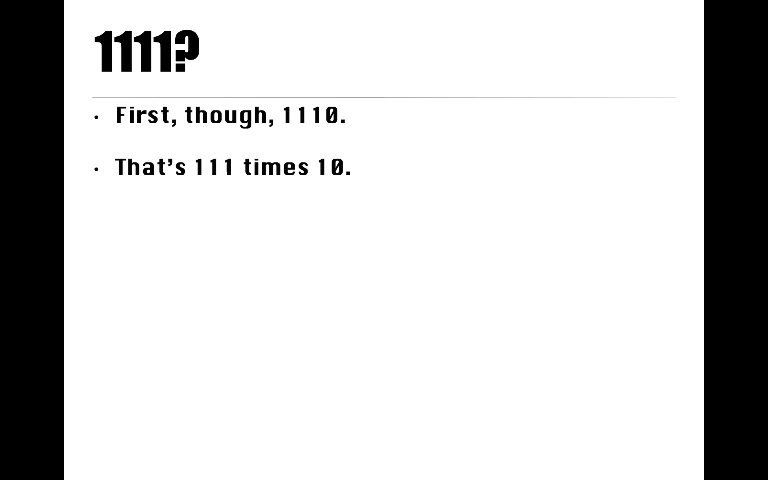 1111?
• First, though, 1110.
• That's 111 times 10.